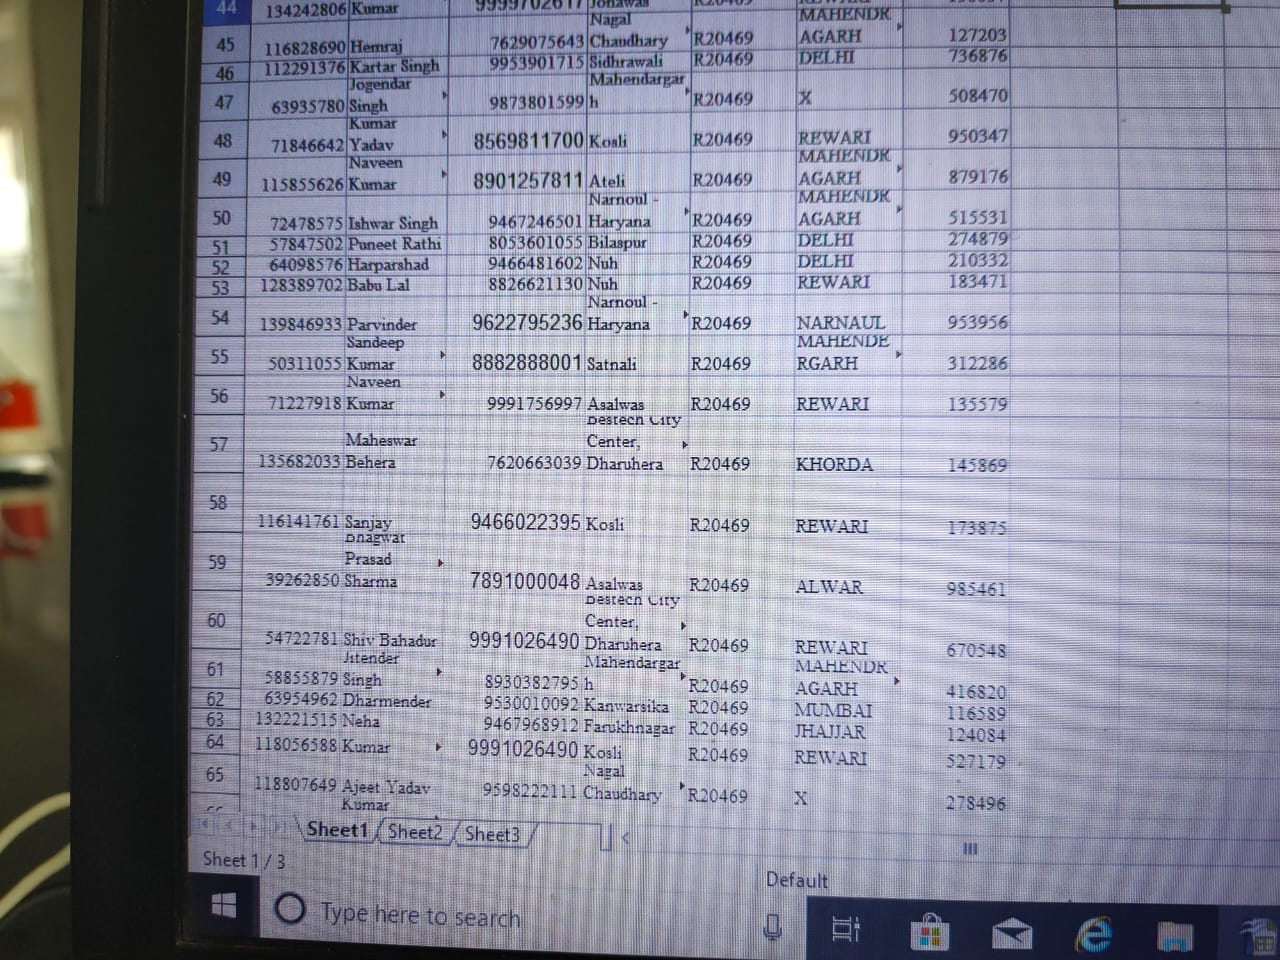 44 134242806 Kumar R20469
45 116828690 Hemraj 7629075643 Nagal Chaudhary R20469 MAHENDR AGARH 127203
46 112291376 Kartar Singh 9953901715 Sidhrawali R20469 DELHI 736876
47 63935780 Jogendar Singh 9873801599 Mahendargar h R20469 X 508470
48 71846642 Kumar Yadav 8569811700 Kosli R20469 REWARI 950347
49 115855626 Naveen Kumar 8901257811 Ateli R20469 MAHENDR AGARH 879176
50 72478575 Ishwar Singh 9467246501 Narnoul - Haryana R20469 MAHENDR AGARH 515531
51 57847502 Puneet Rathi 8053601055 Bilaspur R20469 DELHI 274879
52 64098576 Harparshad 9466481602 Nuh R20469 DELHI 210332
53 128389702 Babu Lal 8826621130 Nuh R20469 REWARI 183471
54 139846933 Parvinder 9622795236 Narnoul - Haryana R20469 NARNAUL 953956
55 50311055 Sandeep Kumar 8882888001 Satnali R20469 MAHENDE RGARH 312286
56 71227918 Naveen Kumar 9991756997 Asalwas R20469 REWARI 135579
57 135682033 Maheswar Behera 7620663039 Bestech City Center, Dharuhera R20469 KHORDA 145869
58 116141761 Sanjay 9466022395 Kosli R20469 REWARI 173875
59 39262850 Bhagwat Prasad Sharma 7891000048 Asalwas R20469 ALWAR 985461
60 54722781 Shiv Bahadur 9991026490 Bestech City Center, Dharuhera R20469 REWARI 670548
61 58855879 Jitender Singh 8930382795 Mahendargar h R20469 MAHENDR AGARH 416820
62 63954962 Dharmender 9530010092 Kanwarsika R20469 MUMBAI 116589
63 132221515 Neha 9467968912 Farukhnagar R20469 JHAJJAR 124084
64 118056588 Kumar 9991026490 Kosli R20469 REWARI 527179
65 118807649 Ajeet Yadav 9598222111 Nagal Chaudhary R20469 X 278496
Kumar
Sheet1 Sheet2 Sheet3
Sheet 1 / 3
Default
Type here to search